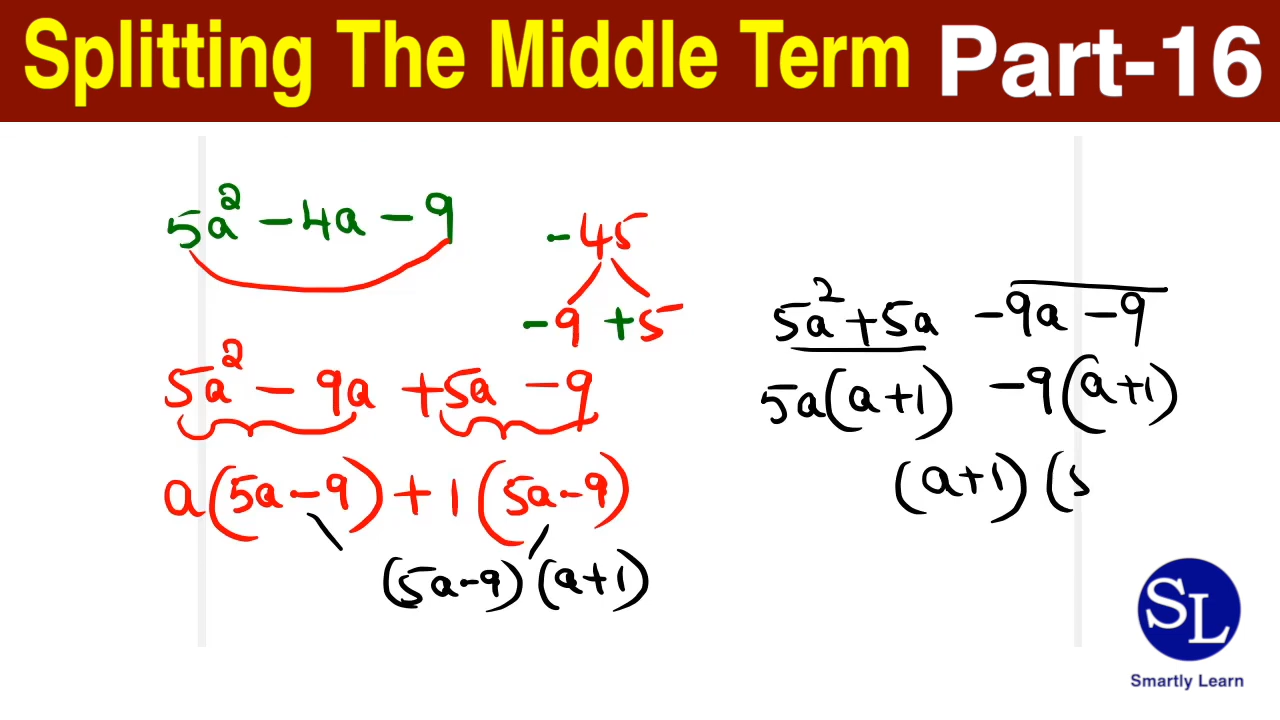 Splitting The Middle Term Part-16
5a² - 4a - 9
- 45
- 9 + 5
5a² - 9a + 5a - 9
a(5a - 9) + 1(5a - 9)
(5a - 9)(a + 1)
5a² + 5a - 9a - 9
5a(a + 1) - 9(a + 1)
(a + 1)(5
SL
Smartly Learn